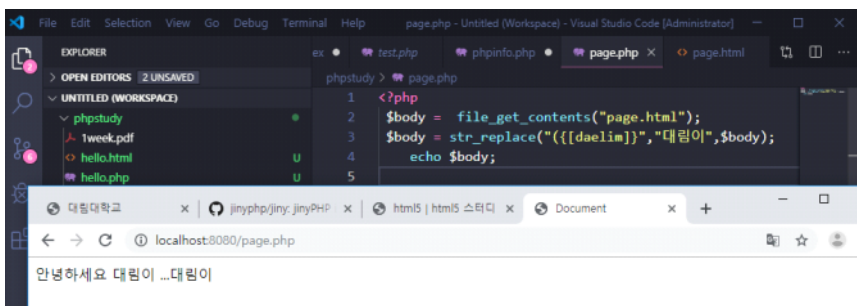 File Edit Selection View Go Debug Terminal Help page.php - Untitled (Workspace) - Visual Studio Code [Administrator]
EXPLORER
ex test.php phpinfo.php page.php page.html
OPEN EDITORS 2 UNSAVED
phpstudy > page.php
UNTITLED (WORKSPACE)
1 <?php
phpstudy
2 $body = file_get_contents("page.html");
1week.pdf
3 $body = str_replace("({[daelim]}","대림이",$body);
hello.html U
4 echo $body;
hello.php U
5
대림대학교 jinyphp/jiny: jinyPHP html5 | html5 스터디 Document
localhost:8080/page.php
안녕하세요 대림이 ...대림이